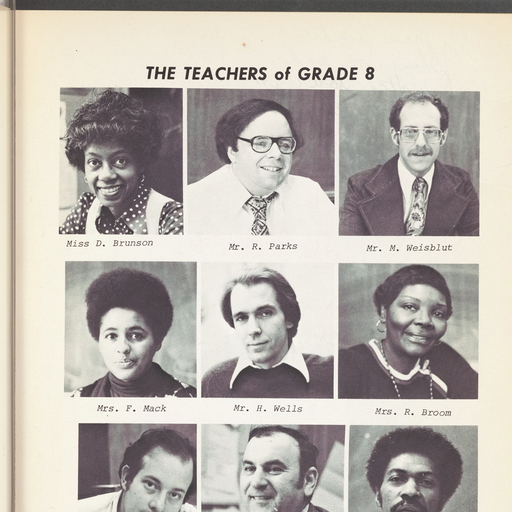 THE TEACHERS of GRADE 8
Miss D. Brunson
Mr. R. Parks
Mr. M. Weisblut
Mrs. F. Mack
Mr. H. Wells
Mrs. R. Broom